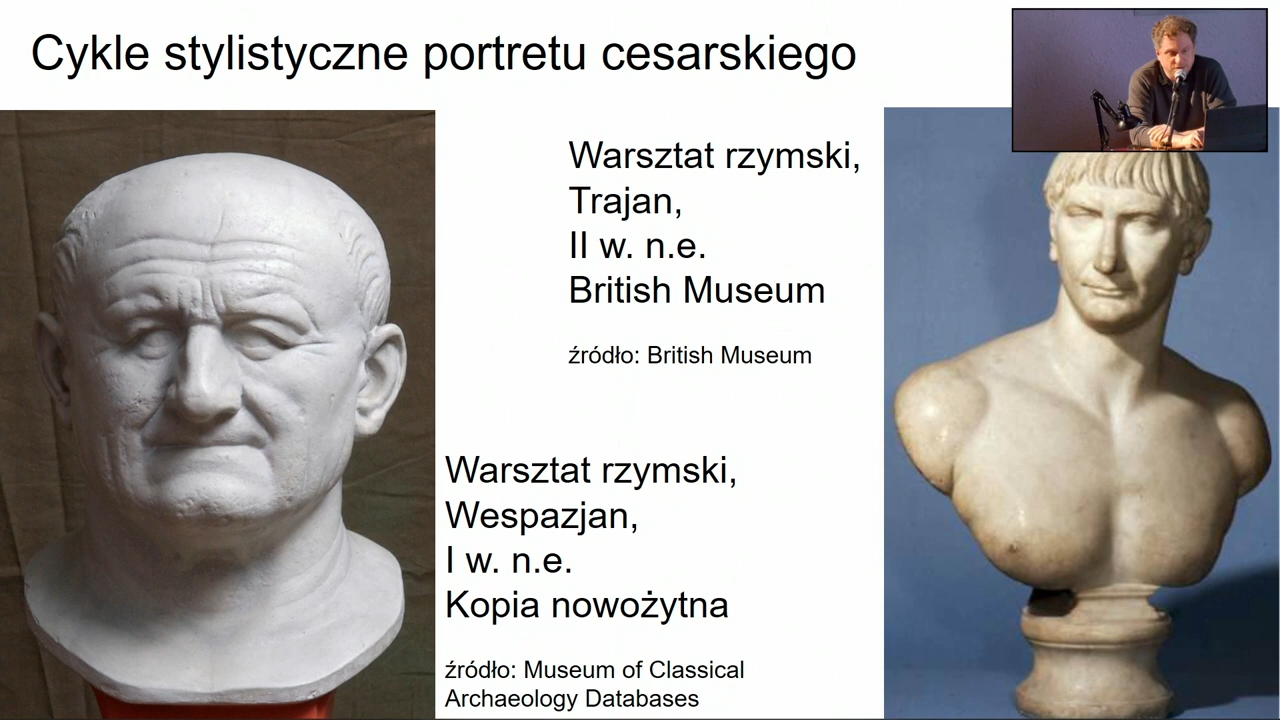 Cykle stylistyczne portretu cesarskiego
Warsztat rzymski,
Trajan,
II w. n.e.
British Museum
źródło: British Museum
Warsztat rzymski,
Wespazjan,
I w. n.e.
Kopia nowożytna
źródło: Museum of Classical
Archaeology Databases